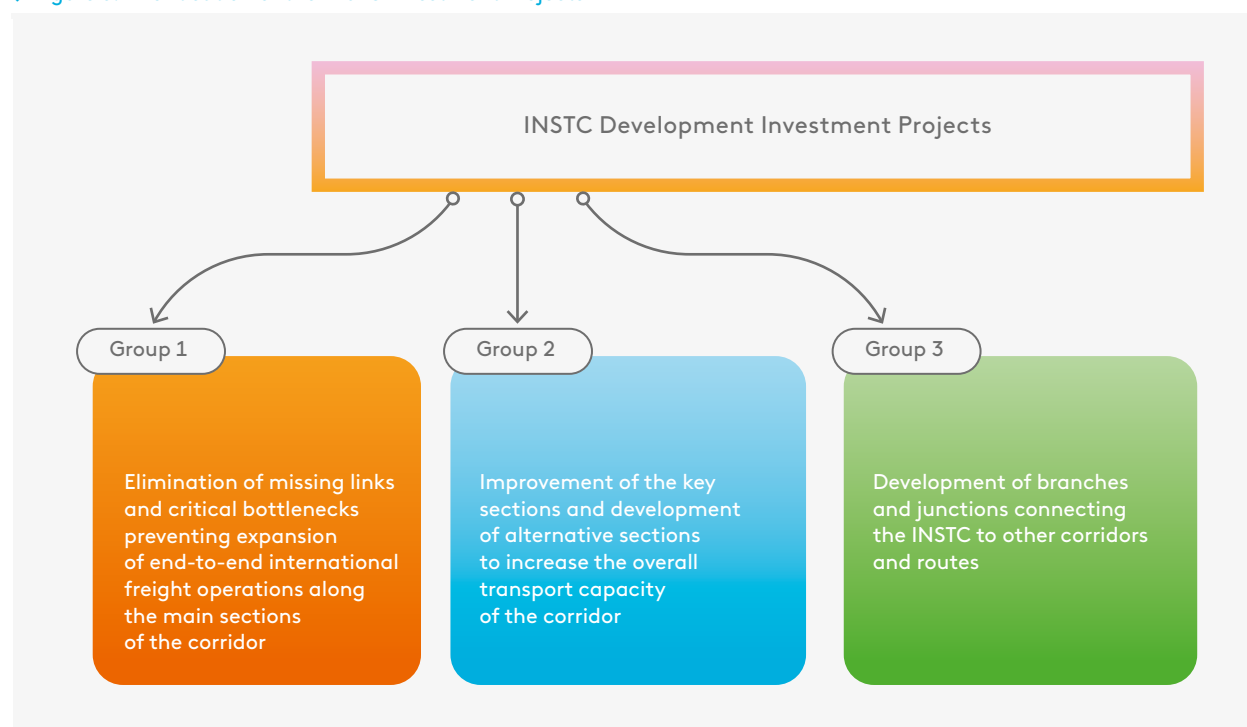 INSTC Development Investment Projects
Group 1
Elimination of missing links
and critical bottlenecks
preventing expansion
of end-to-end international
freight operations along
the main sections
of the corridor
Group 2
Improvement of the key
sections and development
of alternative sections
to increase the overall
transport capacity
of the corridor
Group 3
Development of branches
and junctions connecting
the INSTC to other corridors
and routes